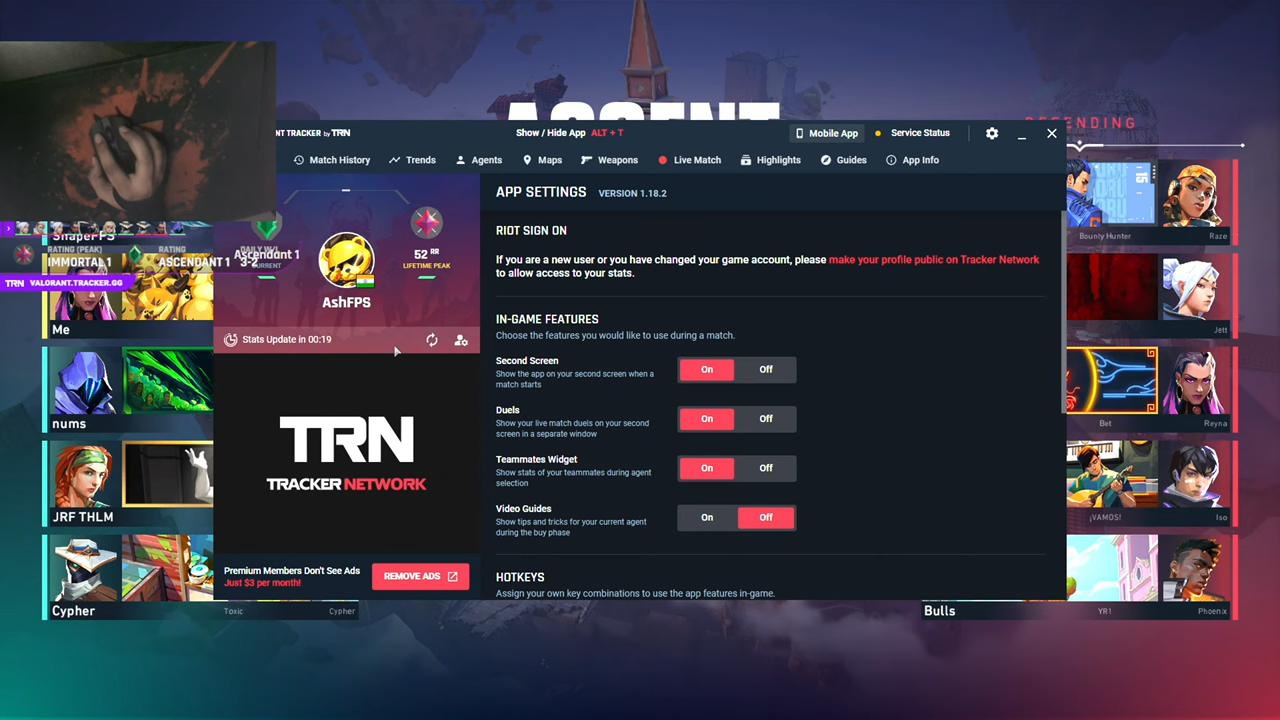 ASCENT
DEFENDING
NT TRACKER by TRN
Show / Hide App ALT + T
Mobile App
Service Status
Match History
Trends
Agents
Maps
Weapons
Live Match
Highlights
Guides
App Info
ShapeFPS
RATING (PEAK)
IMMORTAL 1
RATING
ASCENDANT 1
3-2
TRN VALORANT.TRACKER.GG
Me
nums
JRF THLM
Cypher
Toxic
Cypher
Ascendant 1
CURRENT
52 RR
LIFETIME PEAK
AshFPS
Stats Update in 00:19
TRN
TRACKER NETWORK
Premium Members Don't See Ads
Just $3 per month!
REMOVE ADS
APP SETTINGS VERSION 1.18.2
RIOT SIGN ON
If you are a new user or you have changed your game account, please make your profile public on Tracker Network
to allow access to your stats.
IN-GAME FEATURES
Choose the features you would like to use during a match.
Second Screen
Show the app on your second screen when a
match starts
On Off
Duels
Show your live match duels on your second
screen in a separate window
On Off
Teammates Widget
Show stats of your teammates during agent
selection
On Off
Video Guides
Show tips and tricks for your current agent
during the buy phase
On Off
HOTKEYS
Assign your own key combinations to use the app features in-game.
15
Bounty Hunter
Raze
Jett
Bet
Reyna
¡VAMOS!
Iso
Bulls
YR1
Phoenix